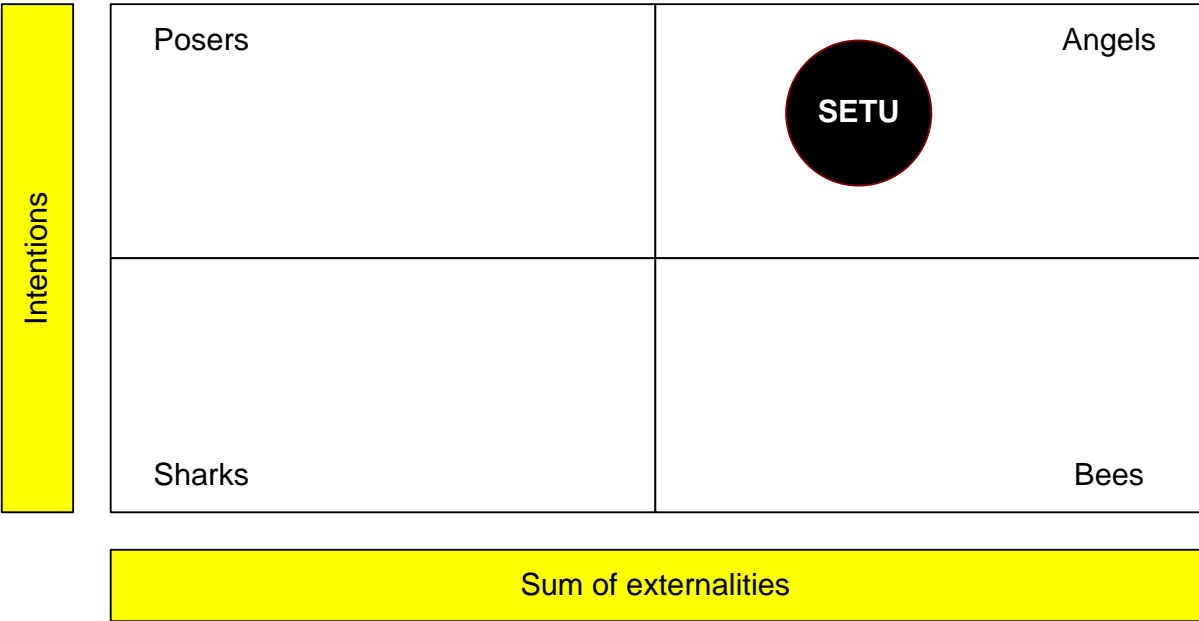 Posers
Angels
SETU
Intentions
Sharks
Bees
Sum of externalities